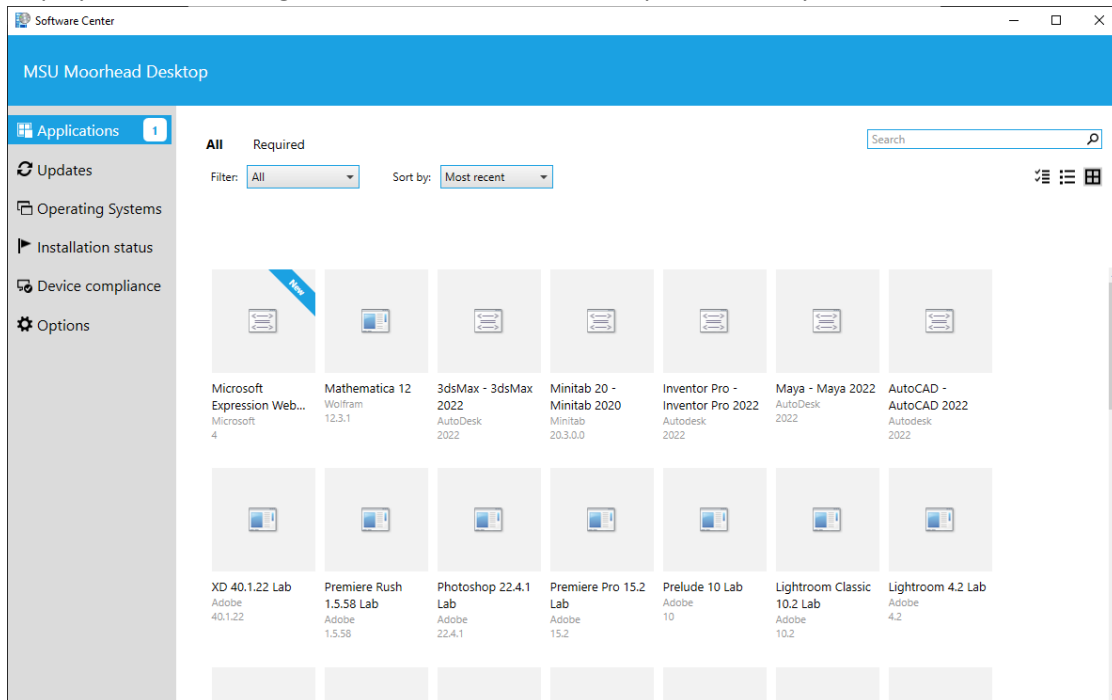 Software Center
MSU Moorhead Desktop
Applications 1
Updates
Operating Systems
Installation status
Device compliance
Options
All Required
Search
Filter: All Sort by: Most recent
New
Microsoft
Expression Web...
Microsoft
4
Mathematica 12
Wolfram
12.3.1
3dsMax - 3dsMax
2022
AutoDesk
2022
Minitab 20 -
Minitab 2020
Minitab
20.3.0.0
Inventor Pro -
Inventor Pro 2022
Autodesk
2022
Maya - Maya 2022
AutoDesk
2022
AutoCAD -
AutoCAD 2022
Autodesk
2022
XD 40.1.22 Lab
Adobe
40.1.22
Premiere Rush
1.5.58 Lab
Adobe
1.5.58
Photoshop 22.4.1
Lab
Adobe
22.4.1
Premiere Pro 15.2
Lab
Adobe
15.2
Prelude 10 Lab
Adobe
10
Lightroom Classic
10.2 Lab
Adobe
10.2
Lightroom 4.2 Lab
Adobe
4.2